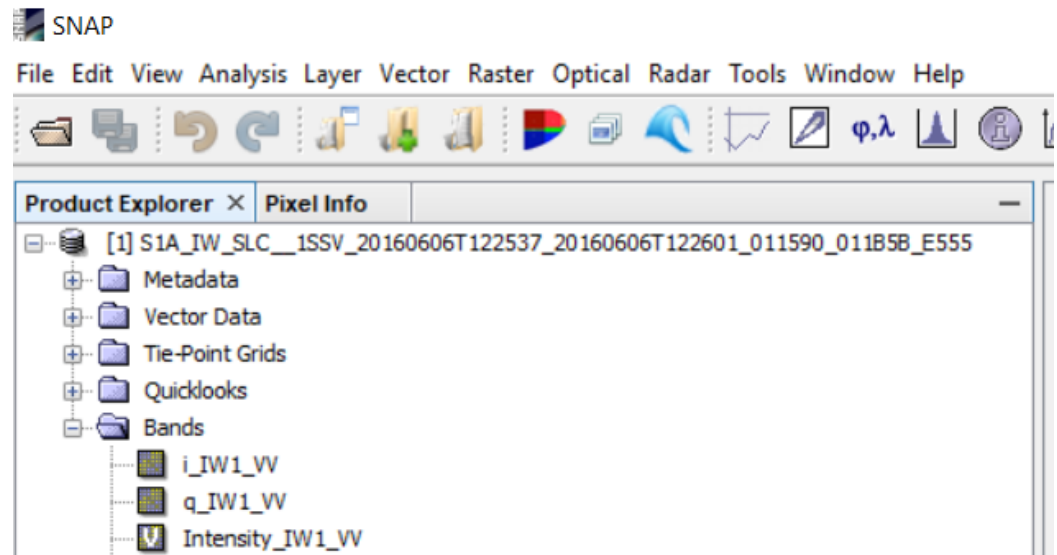 SNAP
File Edit View Analysis Layer Vector Raster Optical Radar Tools Window Help
φ,λ
Product Explorer × Pixel Info
[1] S1A_IW_SLC__1SSV_20160606T122537_20160606T122601_011590_011B5B_E555
Metadata
Vector Data
Tie-Point Grids
Quicklooks
Bands
i_IW1_VV
q_IW1_VV
Intensity_IW1_VV